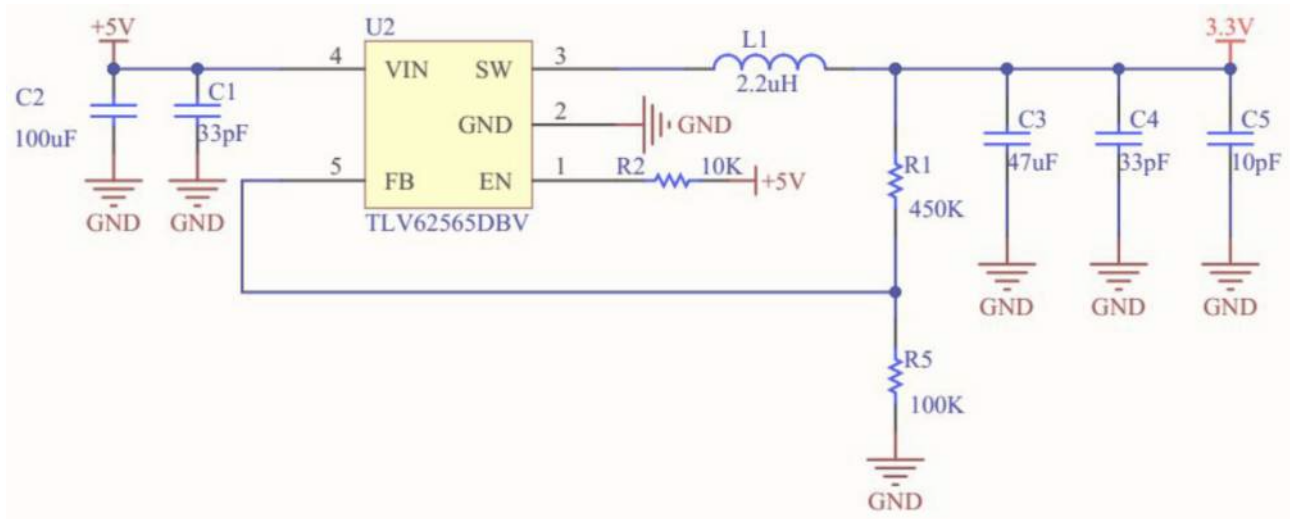 +5V
U2
C2
100uF
C1
33pF
GND
GND
4
VIN
SW
3
GND
2
GND
5
FB
EN
1
R2
10K
+5V
TLV62565DBV
L1
2.2uH
3.3V
R1
450K
C3
47uF
C4
33pF
C5
10pF
GND
GND
GND
R5
100K
GND